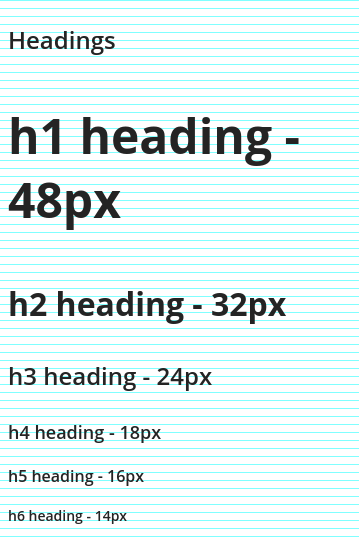 Headings
h1 heading -
48px
h2 heading - 32px
h3 heading - 24px
h4 heading - 18px
h5 heading - 16px
h6 heading - 14px